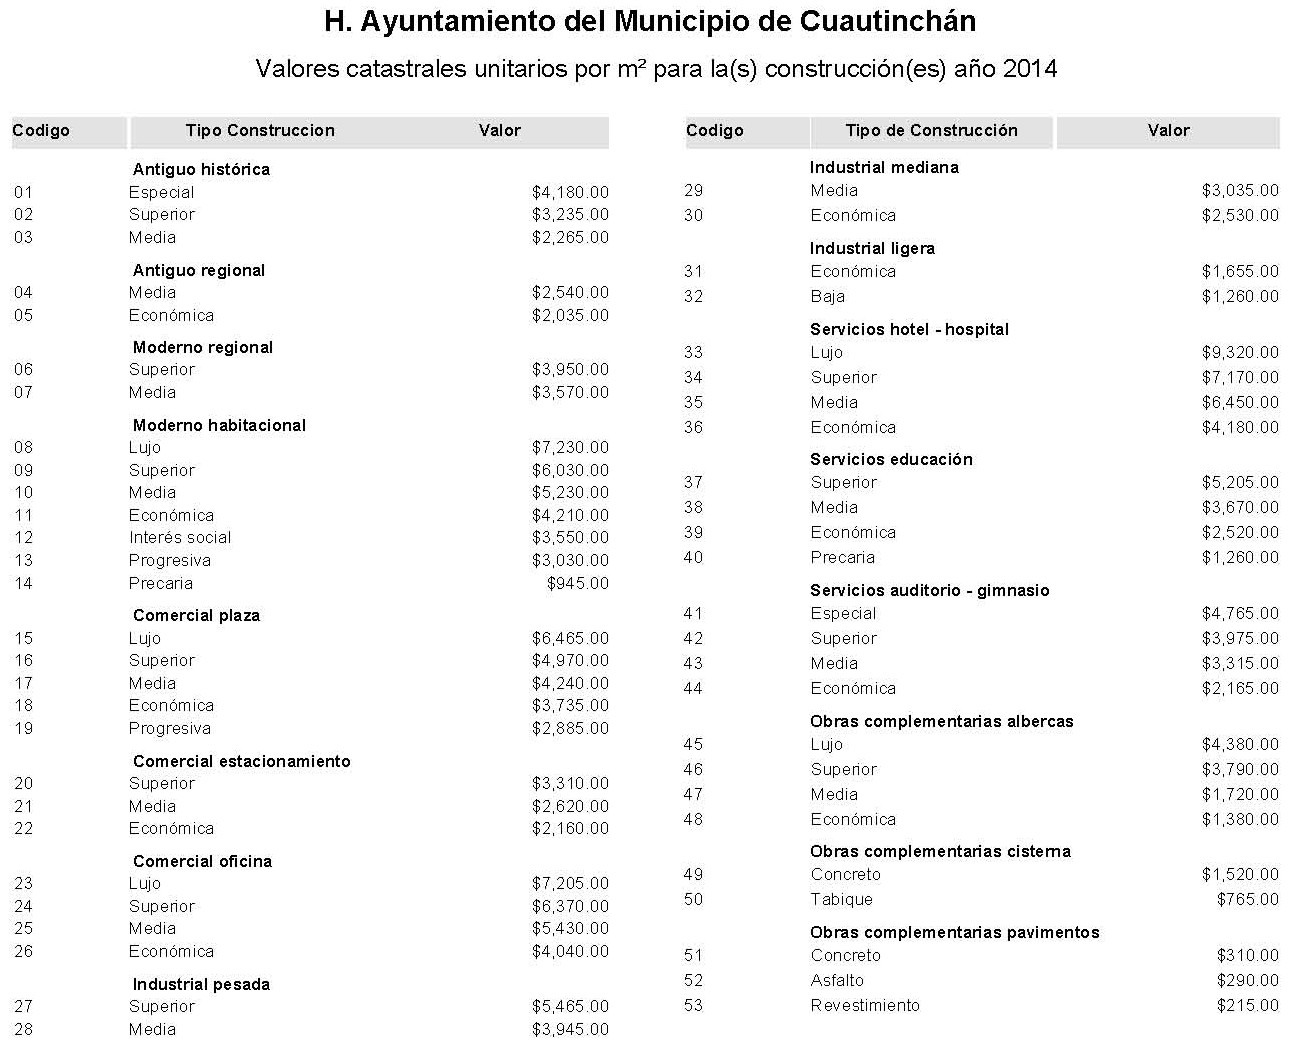 H. Ayuntamiento del Municipio de Cuautinchán
Valores catastrales unitarios por m² para la(s) construcción(es) año 2014
Codigo Tipo Construccion Valor
Antiguo histórica
01 Especial $4,180.00
02 Superior $3,235.00
03 Media $2,265.00
Antiguo regional
04 Media $2,540.00
05 Económica $2,035.00
Moderno regional
06 Superior $3,950.00
07 Media $3,570.00
Moderno habitacional
08 Lujo $7,230.00
09 Superior $6,030.00
10 Media $5,230.00
11 Económica $4,210.00
12 Interés social $3,550.00
13 Progresiva $3,030.00
14 Precaria $945.00
Comercial plaza
15 Lujo $6,465.00
16 Superior $4,970.00
17 Media $4,240.00
18 Económica $3,735.00
19 Progresiva $2,885.00
Comercial estacionamiento
20 Superior $3,310.00
21 Media $2,620.00
22 Económica $2,160.00
Comercial oficina
23 Lujo $7,205.00
24 Superior $6,370.00
25 Media $5,430.00
26 Económica $4,040.00
Industrial pesada
27 Superior $5,465.00
28 Media $3,945.00
Codigo Tipo de Construcción Valor
Industrial mediana
29 Media $3,035.00
30 Económica $2,530.00
Industrial ligera
31 Económica $1,655.00
32 Baja $1,260.00
Servicios hotel - hospital
33 Lujo $9,320.00
34 Superior $7,170.00
35 Media $6,450.00
36 Económica $4,180.00
Servicios educación
37 Superior $5,205.00
38 Media $3,670.00
39 Económica $2,520.00
40 Precaria $1,260.00
Servicios auditorio - gimnasio
41 Especial $4,765.00
42 Superior $3,975.00
43 Media $3,315.00
44 Económica $2,165.00
Obras complementarias albercas
45 Lujo $4,380.00
46 Superior $3,790.00
47 Media $1,720.00
48 Económica $1,380.00
Obras complementarias cisterna
49 Concreto $1,520.00
50 Tabique $765.00
Obras complementarias pavimentos
51 Concreto $310.00
52 Asfalto $290.00
53 Revestimiento $215.00